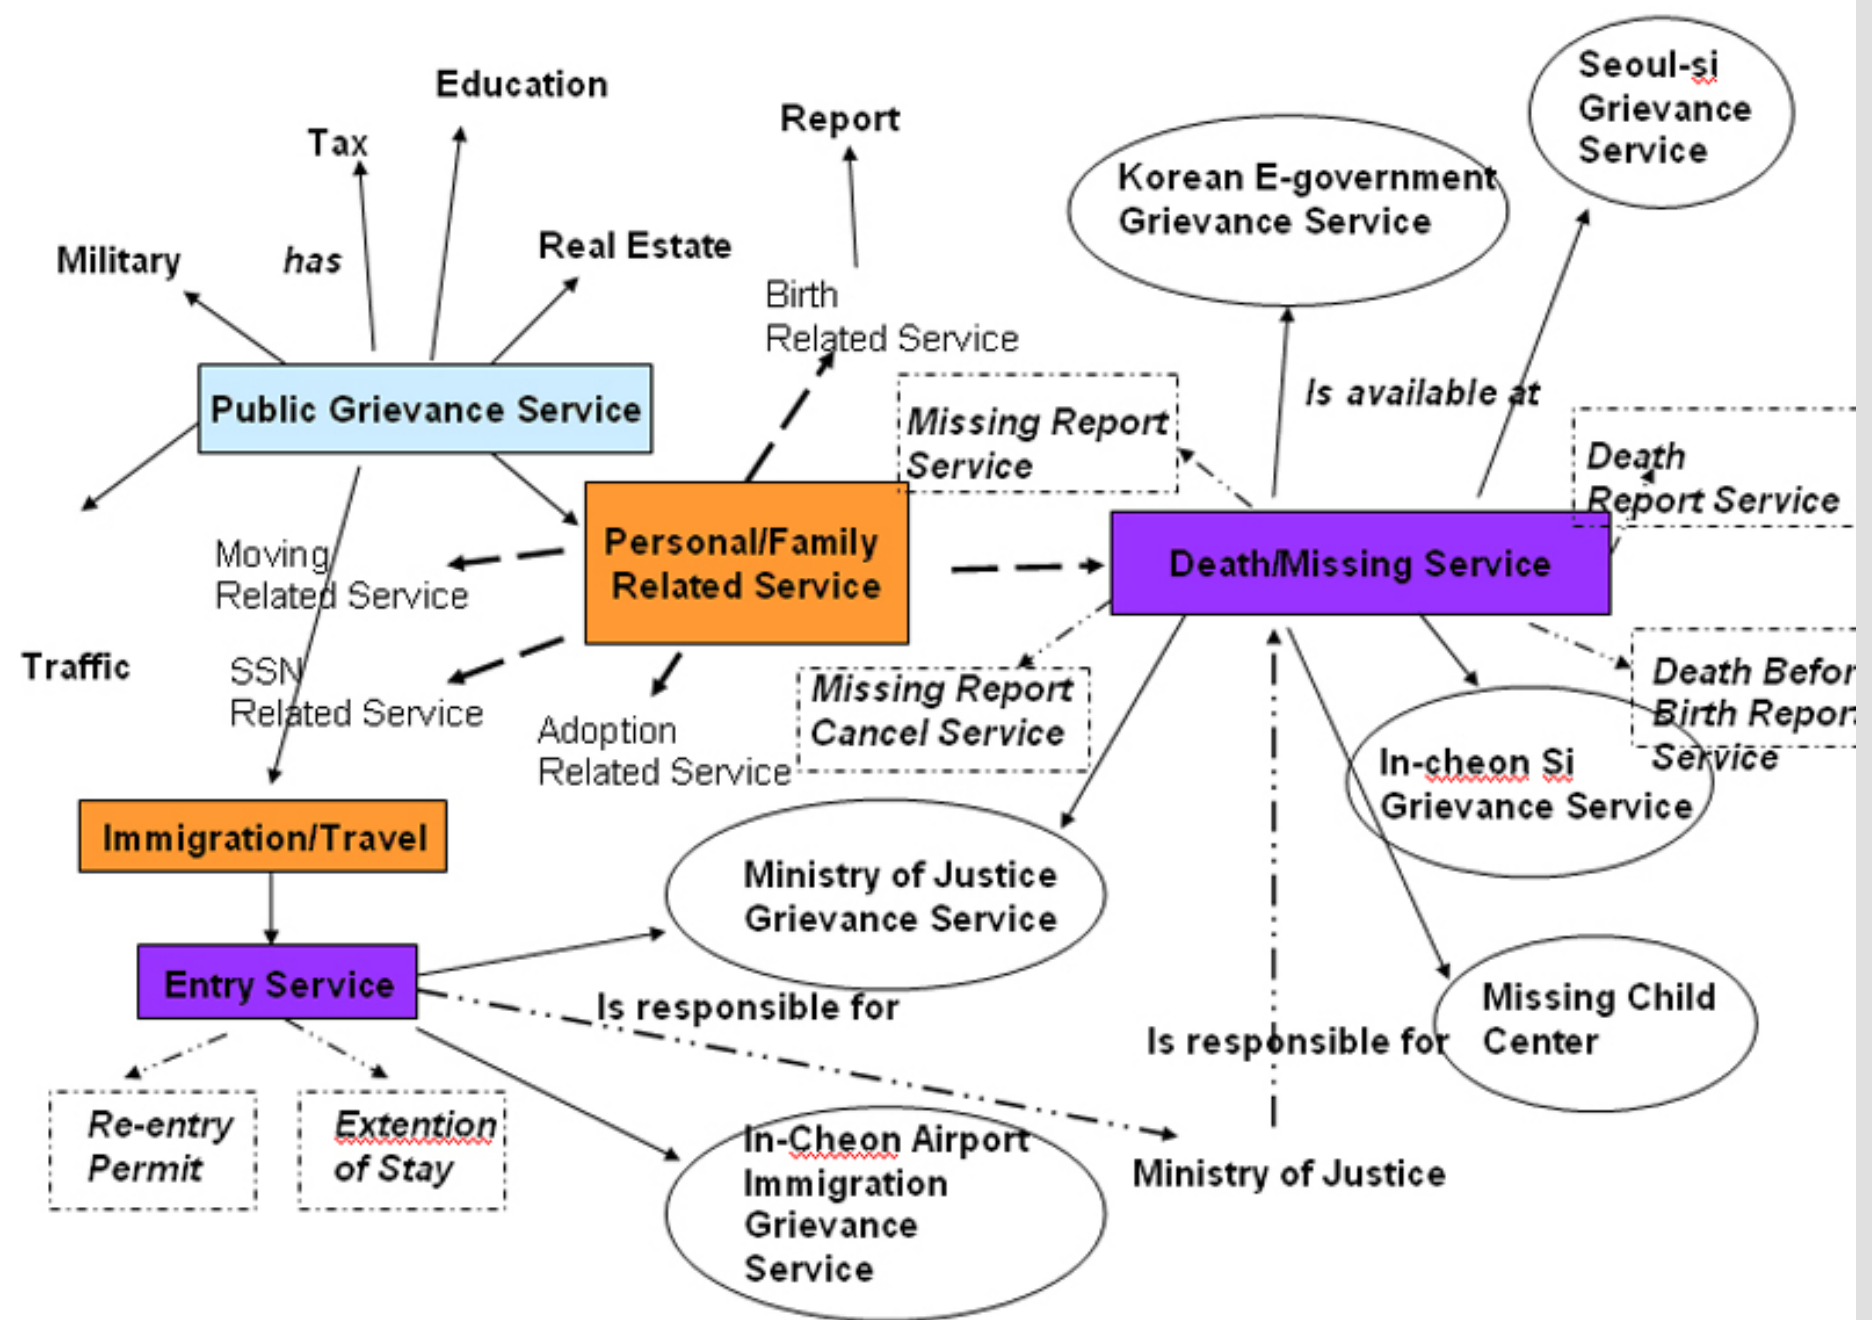 Seoul-si
Grievance
Service
Education
Report
Tax
Korean E-government
Grievance Service
Military
has
Real Estate
Birth
Related Service
Is available at
Public Grievance Service
Missing Report
Service
Death
Report Service
Personal/Family
Related Service
Death/Missing Service
Moving
Related Service
Traffic
SSN
Related Service
Adoption
Related Service
Missing Report
Cancel Service
Death Befor
Birth Repor
Service
In-cheon Si
Grievance Service
Immigration/Travel
Ministry of Justice
Grievance Service
Entry Service
Is responsible for
Missing Child
Center
Is responsible for
Re-entry
Permit
Extention
of Stay
In-Cheon Airport
Immigration
Grievance
Service
Ministry of Justice